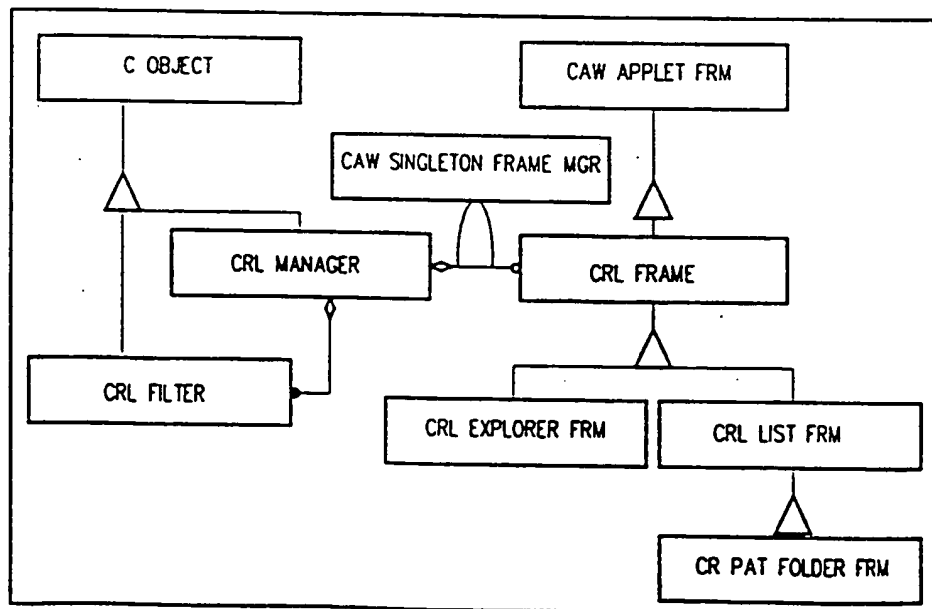 C OBJECT
CAW APPLET FRM
CAW SINGLETON FRAME MGR
CRL MANAGER
CRL FRAME
CRL FILTER
CRL EXPLORER FRM
CRL LIST FRM
CR PAT FOLDER FRM